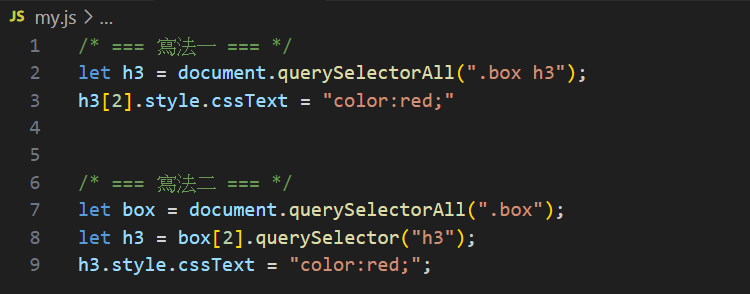 JS my.js > ...
1 /* === 寫法一 === */
2 let h3 = document.querySelectorAll(".box h3");
3 h3[2].style.cssText = "color:red;"
4
5
6 /* === 寫法二 === */
7 let box = document.querySelectorAll(".box");
8 let h3 = box[2].querySelector("h3");
9 h3.style.cssText = "color:red;";